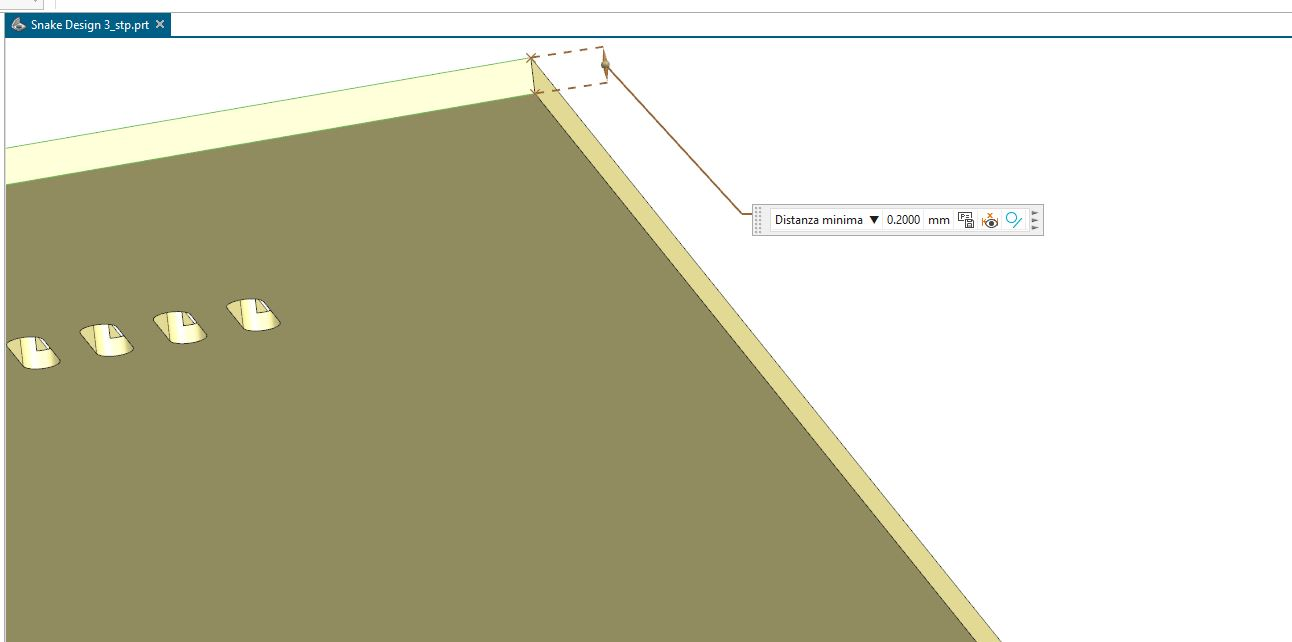 Snake Design 3_stp.prt
Distanza minima 0.2000 mm